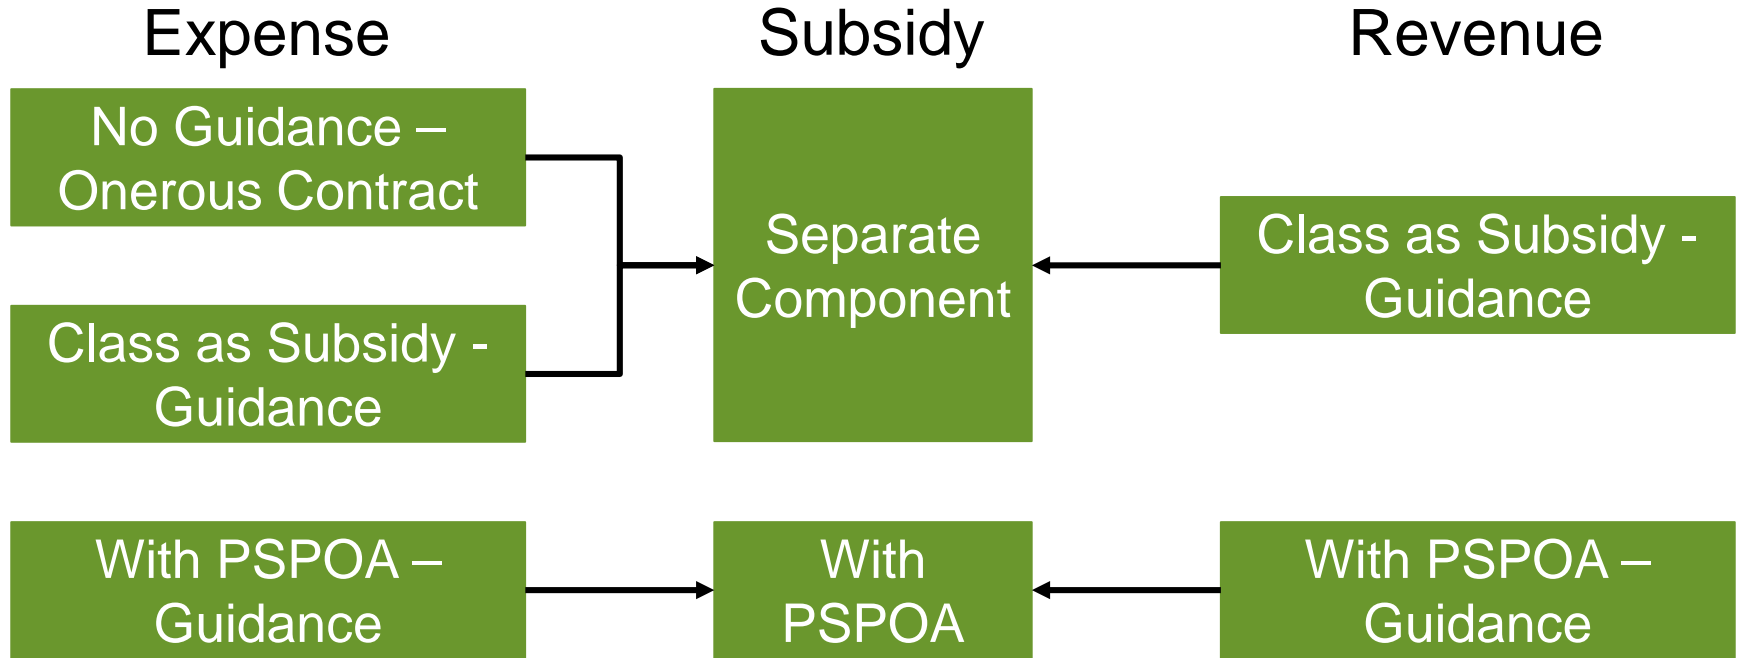 Expense
Subsidy
Revenue
No Guidance –
Onerous Contract
Class as Subsidy -
Guidance
Separate
Component
Class as Subsidy -
Guidance
With PSPOA –
Guidance
With
PSPOA
With PSPOA –
Guidance